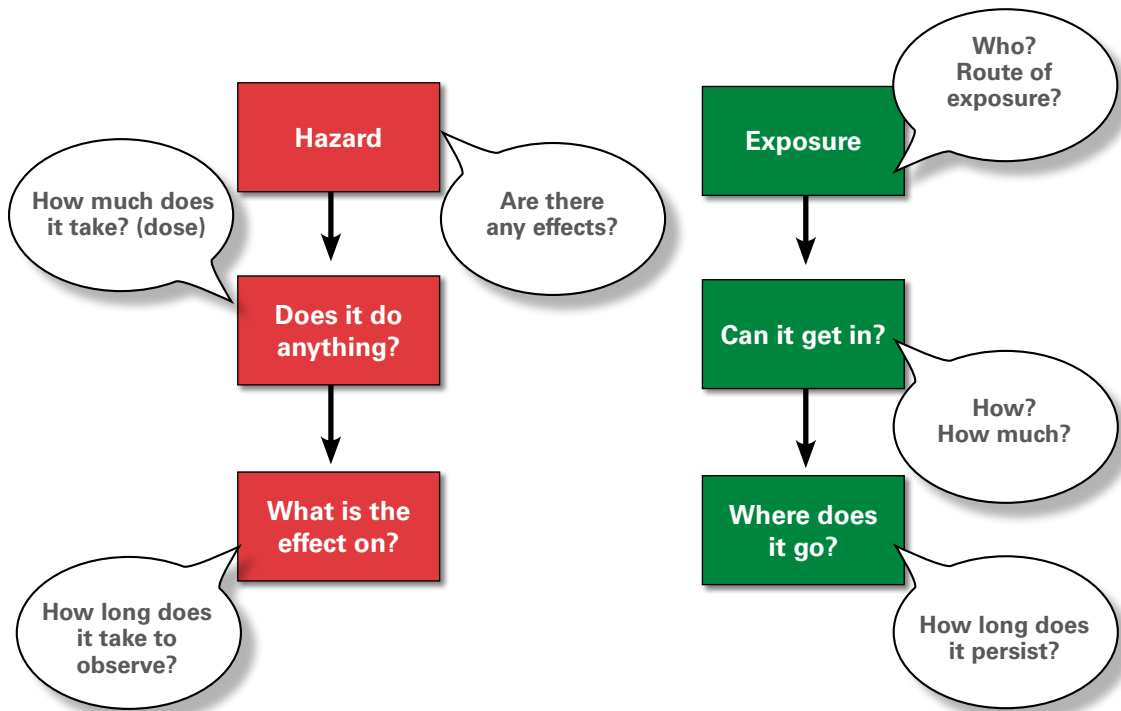 Hazard
Are there
any effects?
How much does
it take? (dose)
Does it do
anything?
What is the
effect on?
How long does
it take to
observe?
Who?
Route of
exposure?
Exposure
Can it get in?
How?
How much?
Where does
it go?
How long does
it persist?